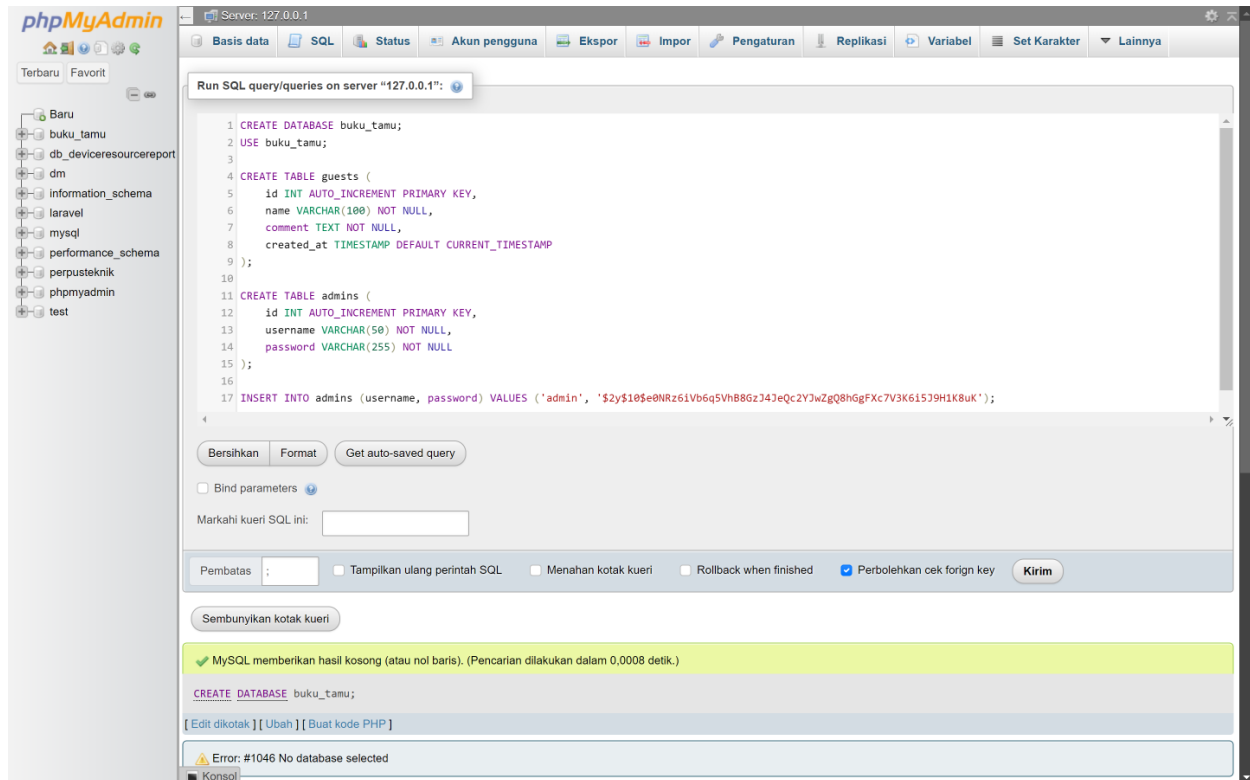 phpMyAdmin
Terbaru Favorit
Baru
buku_tamu
db_deviceresourcereport
dm
information_schema
laravel
mysql
performance_schema
perpusteknik
phpmyadmin
test
Server: 127.0.0.1
Basis data SQL Status Akun pengguna Ekspor Impor Pengaturan Replikasi Variabel Set Karakter Lainnya
Run SQL query/queries on server “127.0.0.1”:
1 CREATE DATABASE buku_tamu;
2 USE buku_tamu;
3
4 CREATE TABLE guests (
5 id INT AUTO_INCREMENT PRIMARY KEY,
6 name VARCHAR(100) NOT NULL,
7 comment TEXT NOT NULL,
8 created_at TIMESTAMP DEFAULT CURRENT_TIMESTAMP
9 );
10
11 CREATE TABLE admins (
12 id INT AUTO_INCREMENT PRIMARY KEY,
13 username VARCHAR(50) NOT NULL,
14 password VARCHAR(255) NOT NULL
15 );
16
17 INSERT INTO admins (username, password) VALUES ('admin', '$2y$10$e0NRz6iVb6q5VhB8GzJ4JeQc2YJwZgQ8hGgFXc7V3K6i5J9H1K8uK');
Bersihkan Format Get auto-saved query
Bind parameters
Markahi kueri SQL ini:
Pembatas ; Tampilkan ulang perintah SQL Menahan kotak kueri Rollback when finished Perbolehkan cek forign key Kirim
Sembunyikan kotak kueri
MySQL memberikan hasil kosong (atau nol baris). (Pencarian dilakukan dalam 0,0008 detik.)
CREATE DATABASE buku_tamu;
[ Edit dikotak ] [ Ubah ] [ Buat kode PHP ]
Error: #1046 No database selected
Konsol